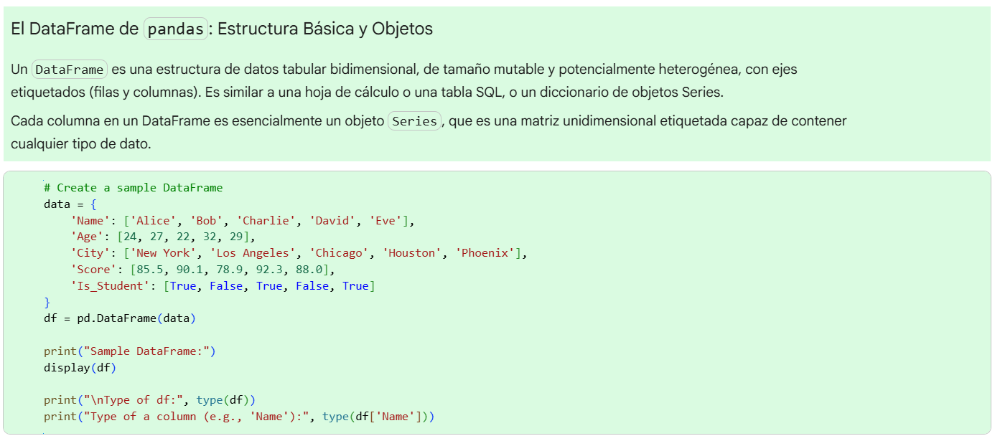 El DataFrame de pandas: Estructura Básica y Objetos
Un DataFrame es una estructura de datos tabular bidimensional, de tamaño mutable y potencialmente heterogénea, con ejes
etiquetados (filas y columnas). Es similar a una hoja de cálculo o una tabla SQL, o un diccionario de objetos Series.
Cada columna en un DataFrame es esencialmente un objeto Series, que es una matriz unidimensional etiquetada capaz de contener
cualquier tipo de dato.
# Create a sample DataFrame
data = {
    'Name': ['Alice', 'Bob', 'Charlie', 'David', 'Eve'],
    'Age': [24, 27, 22, 32, 29],
    'City': ['New York', 'Los Angeles', 'Chicago', 'Houston', 'Phoenix'],
    'Score': [85.5, 90.1, 78.9, 92.3, 88.0],
    'Is_Student': [True, False, True, False, True]
}
df = pd.DataFrame(data)
print("Sample DataFrame:")
display(df)
print("\nType of df:", type(df))
print("Type of a column (e.g., 'Name'):", type(df['Name']))